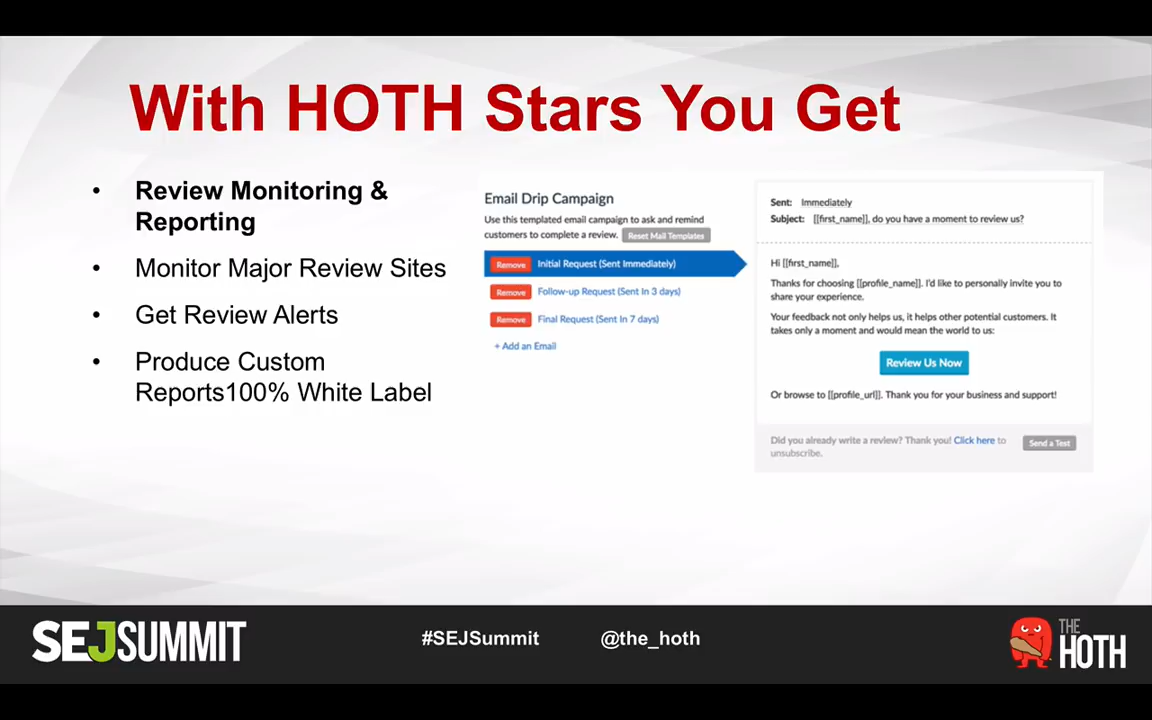 With HOTH Stars You Get
• Review Monitoring &
Reporting
• Monitor Major Review Sites
• Get Review Alerts
• Produce Custom
Reports100% White Label
Email Drip Campaign
Use this templated email campaign to ask and remind
customers to complete a review. Reset Mail Templates
Remove Initial Request (Sent Immediately)
Remove Follow-up Request (Sent In 3 days)
Remove Final Request (Sent In 7 days)
+ Add an Email
Sent: Immediately
Subject: [[first_name]], do you have a moment to review us?
Hi [[first_name]],
Thanks for choosing [[profile_name]]. I'd like to personally invite you to
share your experience.
Your feedback not only helps us, it helps other potential customers. It
takes only a moment and would mean the world to us:
Review Us Now
Or browse to [[profile_url]]. Thank you for your business and support!
Did you already write a review? Thank you! Click here to
unsubscribe.
Send a Test
SEJSUMMIT
#SEJSummit @the_hoth
THE
HOTH